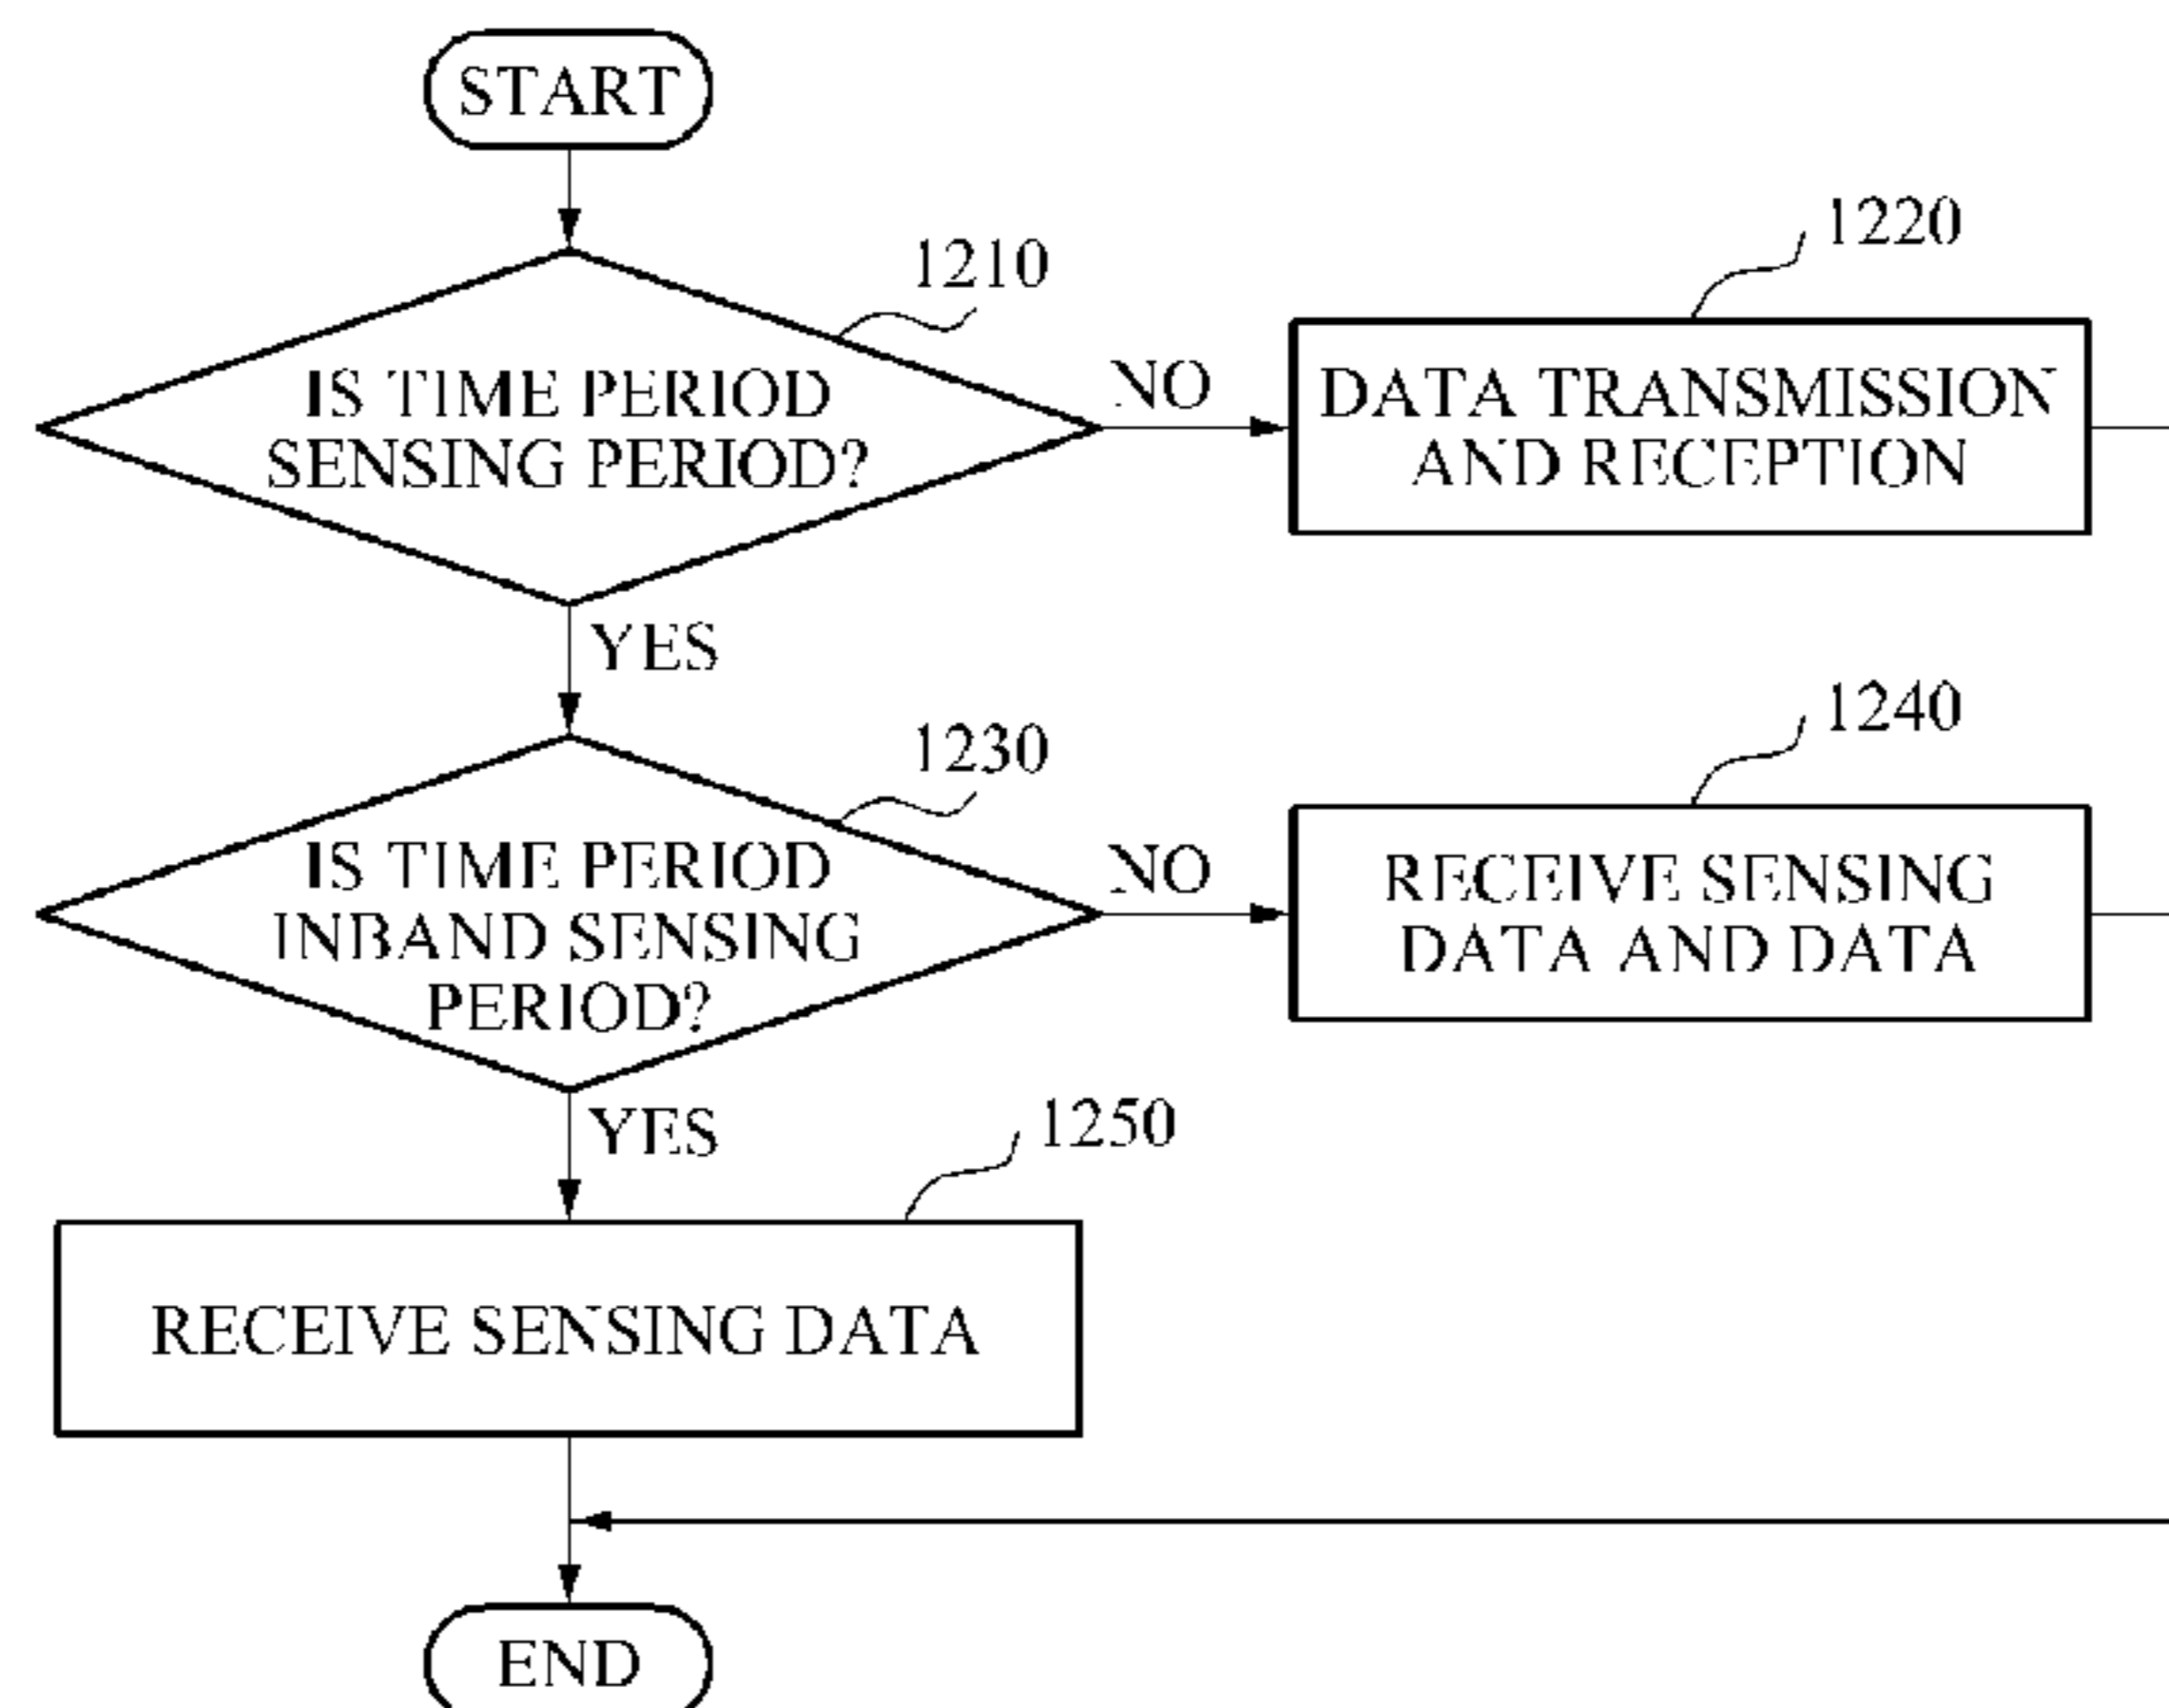 START
1210
IS TIME PERIOD
SENSING PERIOD?
NO
1220
DATA TRANSMISSION
AND RECEPTION
YES
1230
IS TIME PERIOD
INBAND SENSING
PERIOD?
NO
1240
RECEIVE SENSING
DATA AND DATA
YES
1250
RECEIVE SENSING DATA
END